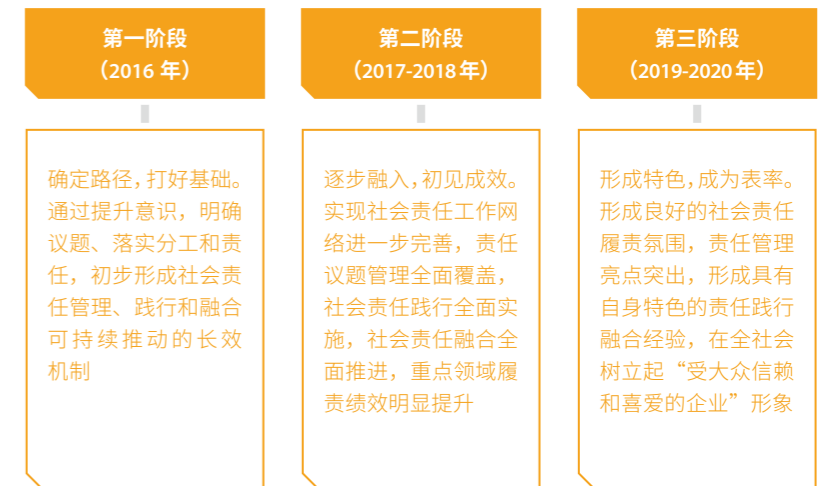 第一阶段
（2016 年）
确定路径，打好基础。
通过提升意识，明确
议题、落实分工和责
任，初步形成社会责
任管理、践行和融合
可持续推动的长效
机制
第二阶段
（2017-2018 年）
逐步融入，初见成效。
实现社会责任工作网
络进一步完善，责任
议题管理全面覆盖，
社会责任践行全面实
施，社会责任融合全
面推进，重点领域履
责绩效明显提升
第三阶段
（2019-2020 年）
形成特色，成为表率。
形成良好的社会责任
履责氛围，责任管理
亮点突出，形成具有
自身特色的责任践行
融合经验，在全社会
树立起“受大众信赖
和喜爱的企业”形象